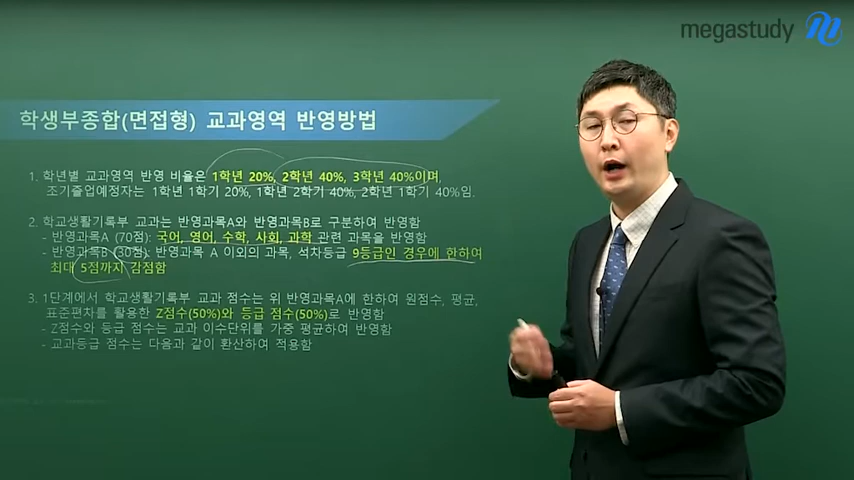 megastudy
학생부종합(면접형) 교과영역 반영방법
1. 학년별 교과영역 반영 비율은 1학년 20%, 2학년 40%, 3학년 40%이며,
조기졸업예정자는 1학년 1학기 20%, 1학년 2학기 40%, 2학년 1학기 40%임.
2. 학교생활기록부 교과는 반영과목A와 반영과목B로 구분하여 반영함
- 반영과목A (70점): 국어, 영어, 수학, 사회, 과학 관련 과목을 반영함
- 반영과목B (30점): 반영과목 A 이외의 과목, 석차등급 9등급인 경우에 한하여
최대 5점까지 감점함
3. 1단계에서 학교생활기록부 교과 점수는 위 반영과목A에 한하여 원점수, 평균,
표준편차를 활용한 Z점수(50%)와 등급 점수(50%)로 반영함
- Z점수와 등급 점수는 교과 이수단위를 가중 평균하여 반영함
- 교과등급 점수는 다음과 같이 환산하여 적용함